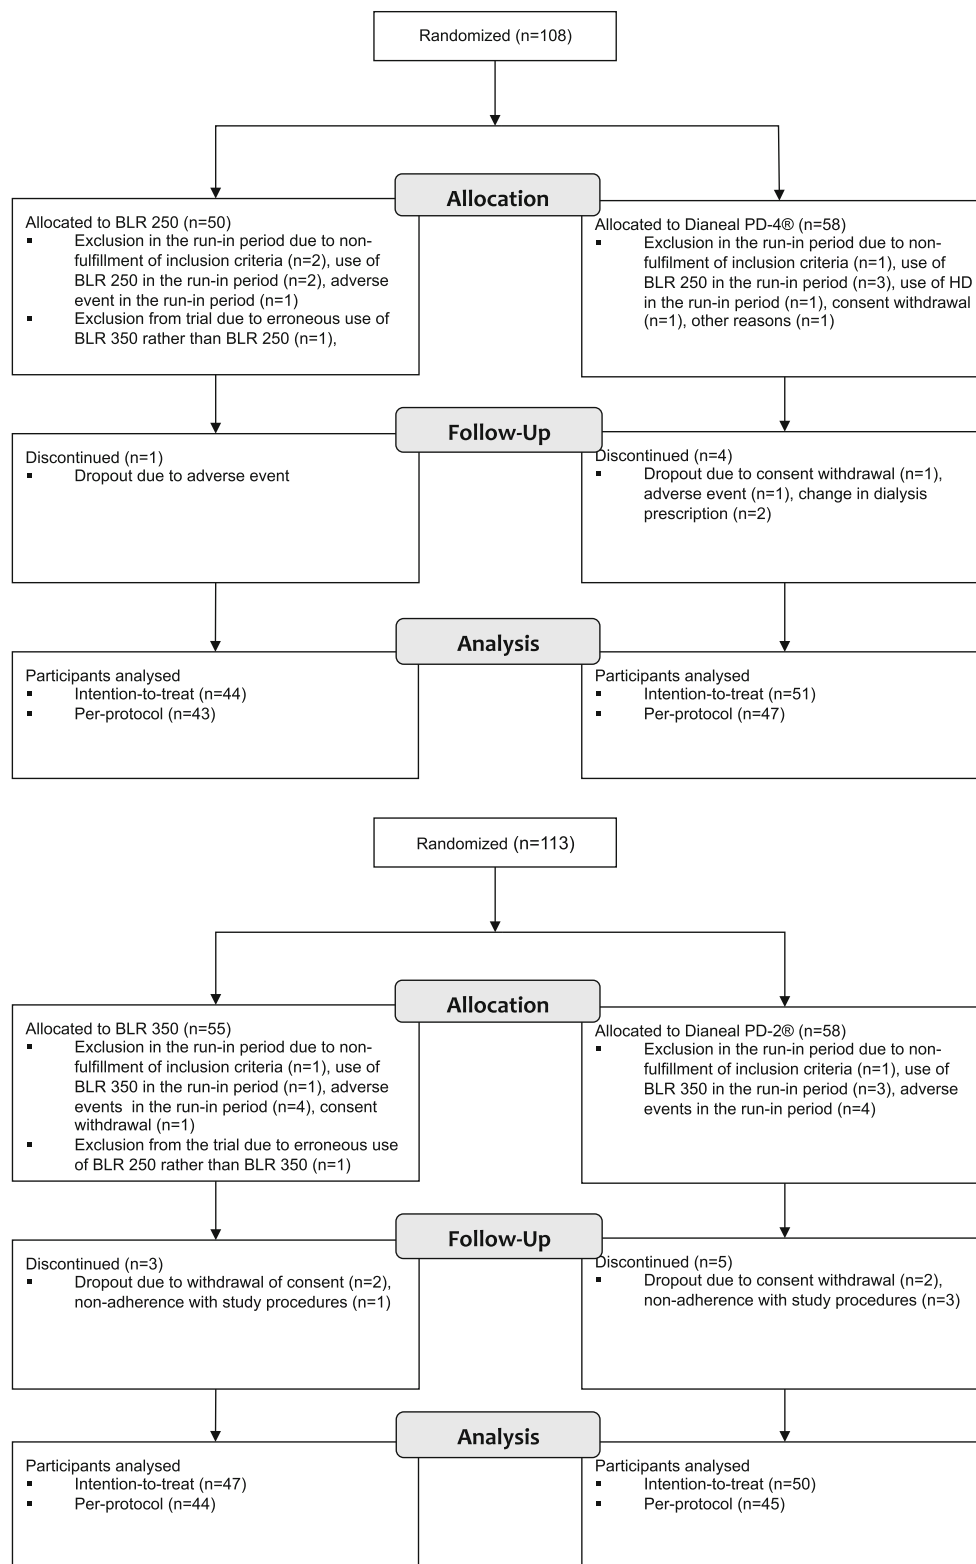 Randomized (n=108)
Allocation
Allocated to BLR 250 (n=50)
▪ Exclusion in the run-in period due to non-
fulfillment of inclusion criteria (n=2), use of
BLR 250 in the run-in period (n=2), adverse
event in the run-in period (n=1)
▪ Exclusion from trial due to erroneous use of
BLR 350 rather than BLR 250 (n=1),
Allocated to Dianeal PD-4® (n=58)
▪ Exclusion in the run-in period due to non-
fulfillment of inclusion criteria (n=1), use of
BLR 250 in the run-in period (n=3), use of HD
in the run-in period (n=1), consent withdrawal
(n=1), other reasons (n=1)
Follow-Up
Discontinued (n=1)
▪ Dropout due to adverse event
Discontinued (n=4)
▪ Dropout due to consent withdrawal (n=1),
adverse event (n=1), change in dialysis
prescription (n=2)
Analysis
Participants analysed
▪ Intention-to-treat (n=44)
▪ Per-protocol (n=43)
Participants analysed
▪ Intention-to-treat (n=51)
▪ Per-protocol (n=47)
Randomized (n=113)
Allocation
Allocated to BLR 350 (n=55)
▪ Exclusion in the run-in period due to non-
fulfillment of inclusion criteria (n=1), use of
BLR 350 in the run-in period (n=1), adverse
events in the run-in period (n=4), consent
withdrawal (n=1)
▪ Exclusion from the trial due to erroneous use
of BLR 250 rather than BLR 350 (n=1)
Allocated to Dianeal PD-2® (n=58)
▪ Exclusion in the run-in period due to non-
fulfillment of inclusion criteria (n=1), use of
BLR 350 in the run-in period (n=3), adverse
events in the run-in period (n=4)
Follow-Up
Discontinued (n=3)
▪ Dropout due to withdrawal of consent (n=2),
non-adherence with study procedures (n=1)
Discontinued (n=5)
▪ Dropout due to consent withdrawal (n=2),
non-adherence with study procedures (n=3)
Analysis
Participants analysed
▪ Intention-to-treat (n=47)
▪ Per-protocol (n=44)
Participants analysed
▪ Intention-to-treat (n=50)
▪ Per-protocol (n=45)